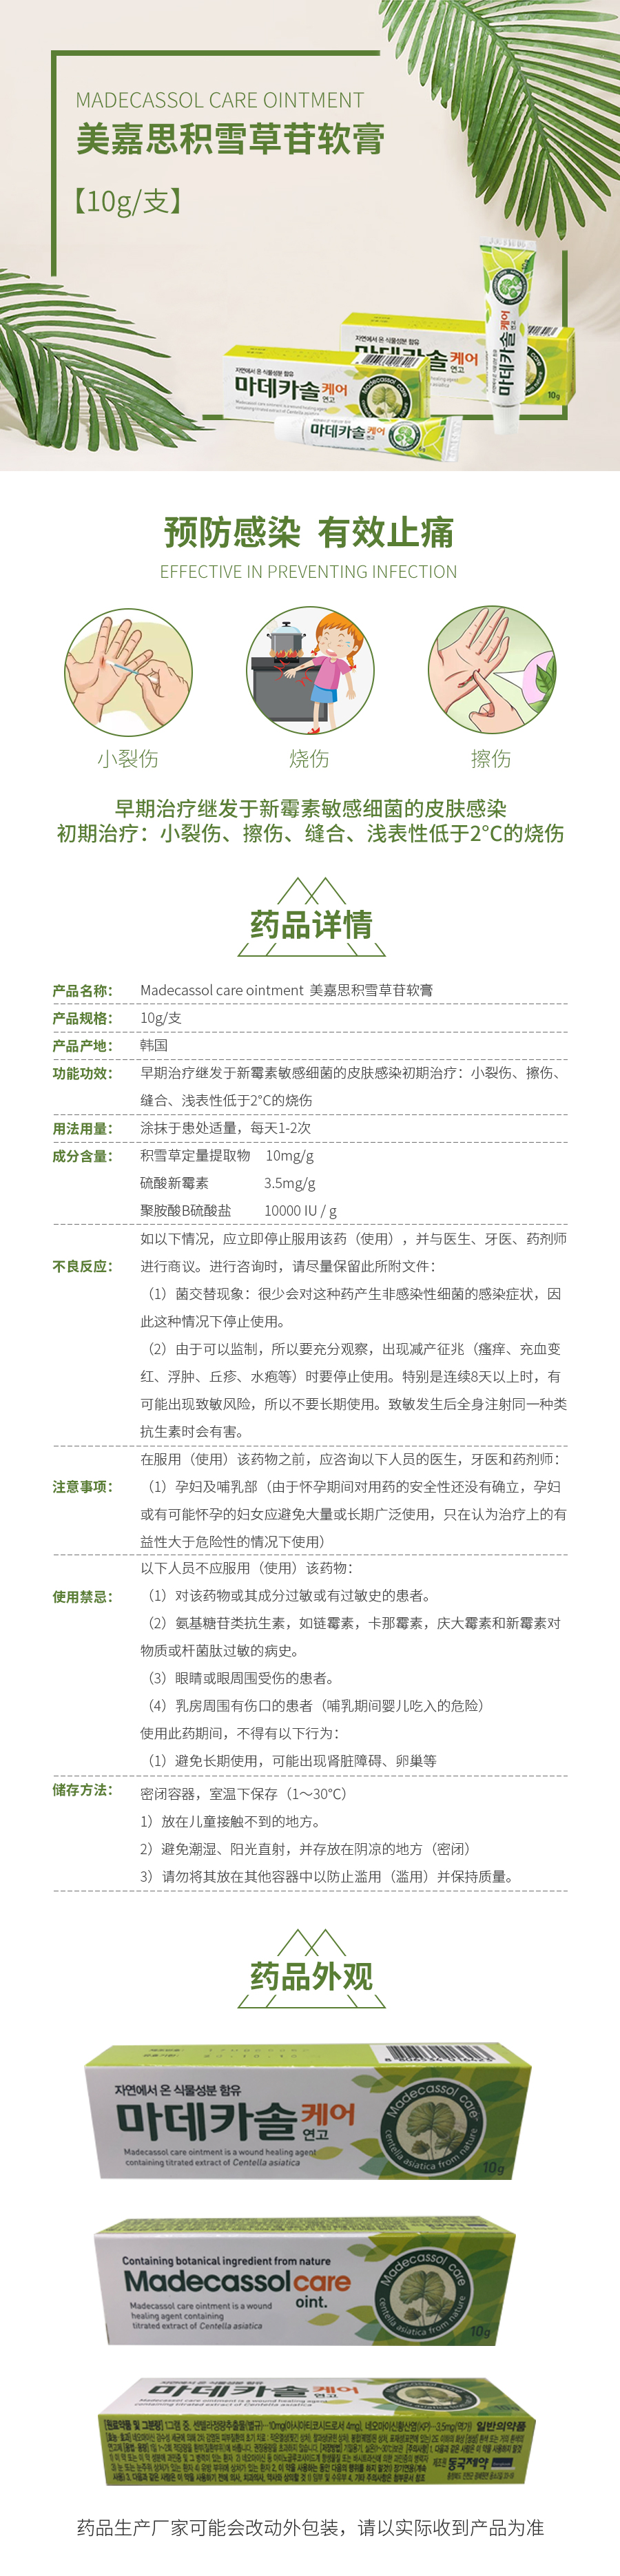 MADECASSOL CARE OINTMENT
美嘉思积雪草苷软膏
【10g/支】
자연에서 온 식물성분 함유
마데카솔케어
연고
마데카솔케어
연고
10g
마데카솔케어
연고
마데카솔케어
연고
预防感染 有效止痛
EFFECTIVE IN PREVENTING INFECTION
小裂伤
烧伤
擦伤
早期治疗继发于新霉素敏感细菌的皮肤感染
初期治疗：小裂伤、擦伤、缝合、浅表性低于2°C的烧伤
药品详情
产品名称： Madecassol care ointment 美嘉思积雪草苷软膏
产品规格： 10g/支
产品产地： 韩国
功能功效： 早期治疗继发于新霉素敏感细菌的皮肤感染初期治疗：小裂伤、擦伤、
缝合、浅表性低于2°C的烧伤
用法用量： 涂抹于患处适量，每天1-2次
成分含量： 积雪草定量提取物 10mg/g
硫酸新霉素 3.5mg/g
聚胺酸B硫酸盐 10000 IU / g
如以下情况，应立即停止服用该药（使用），并与医生、牙医、药剂师
不良反应： 进行商议。进行咨询时，请尽量保留此所附文件：
（1）菌交替现象：很少会对这种药产生非感染性细菌的感染症状，因
此这种情况下停止使用。
（2）由于可以监制，所以要充分观察，出现减产征兆（瘙痒、充血变
红、浮肿、丘疹、水疱等）时要停止使用。特别是连续8天以上时，有
可能出现致敏风险，所以不要长期使用。致敏发生后全身注射同一种类
抗生素时会有害。
在服用（使用）该药物之前，应咨询以下人员的医生，牙医和药剂师：
注意事项： （1）孕妇及哺乳部（由于怀孕期间对用药的安全性还没有确立，孕妇
或有可能怀孕的妇女应避免大量或长期广泛使用，只在认为治疗上的有
益性大于危险性的情况下使用）
以下人员不应服用（使用）该药物：
使用禁忌： （1）对该药物或其成分过敏或有过敏史的患者。
（2）氨基糖苷类抗生素，如链霉素，卡那霉素，庆大霉素和新霉素对
物质或杆菌肽过敏的病史。
（3）眼睛或眼周围受伤的患者。
（4）乳房周围有伤口的患者（哺乳期间婴儿吃入的危险）
使用此药期间，不得有以下行为：
（1）避免长期使用，可能出现肾脏障碍、卵巢等
储存方法： 密闭容器，室温下保存（1～30℃）
1）放在儿童接触不到的地方。
2）避免潮湿、阳光直射，并存放在阴凉的地方（密闭）
3）请勿将其放在其他容器中以防止滥用（滥用）并保持质量。
药品外观
자연에서 온 식물성분 함유
마데카솔케어
연고
Madecassol care ointment is a wound healing agent
containing titrated extract of Centella asiatica
Madecassol care
centella asiatica from nature
10g
Containing botanical ingredient from nature
Madecassol care
oint.
Madecassol care ointment is a wound
healing agent containing
titrated extract of Centella asiatica
Madecassol care
centella asiatica from nature
10g
마데카솔케어
연고
일반의약품
동국제약
药品生产厂家可能会改动外包装，请以实际收到产品为准